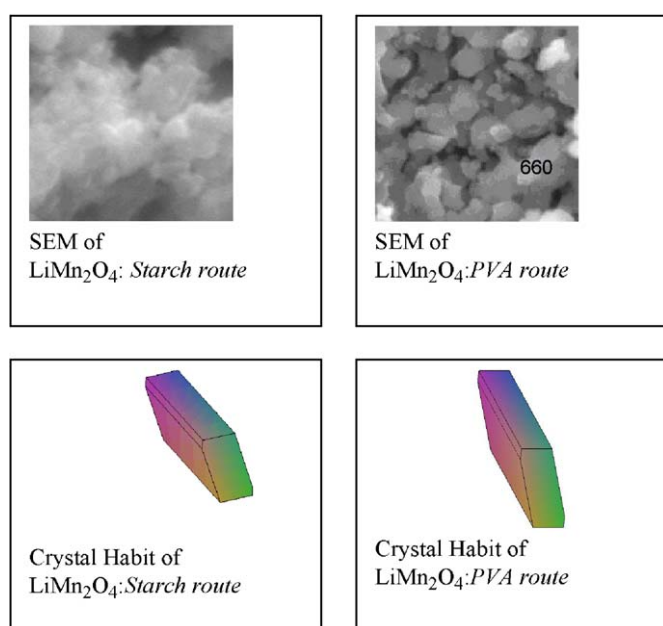 660
SEM of
LiMn₂O₄: Starch route
SEM of
LiMn₂O₄:PVA route
Crystal Habit of
LiMn₂O₄:Starch route
Crystal Habit of
LiMn₂O₄:PVA route